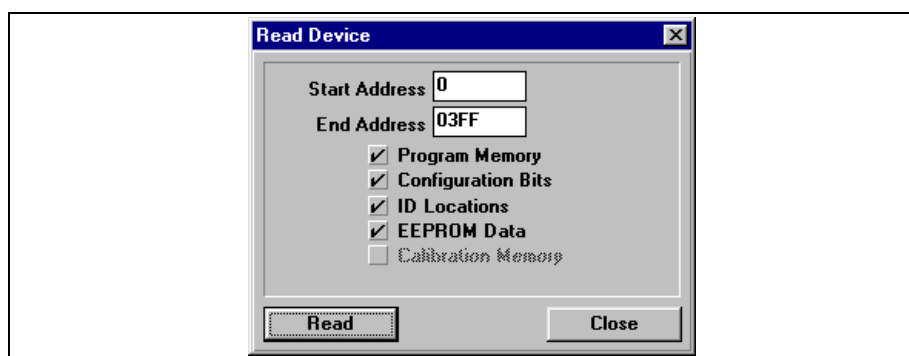 Read Device
Start Address 0
End Address 03FF
Program Memory
Configuration Bits
ID Locations
EEPROM Data
Calibration Memory
Read Close